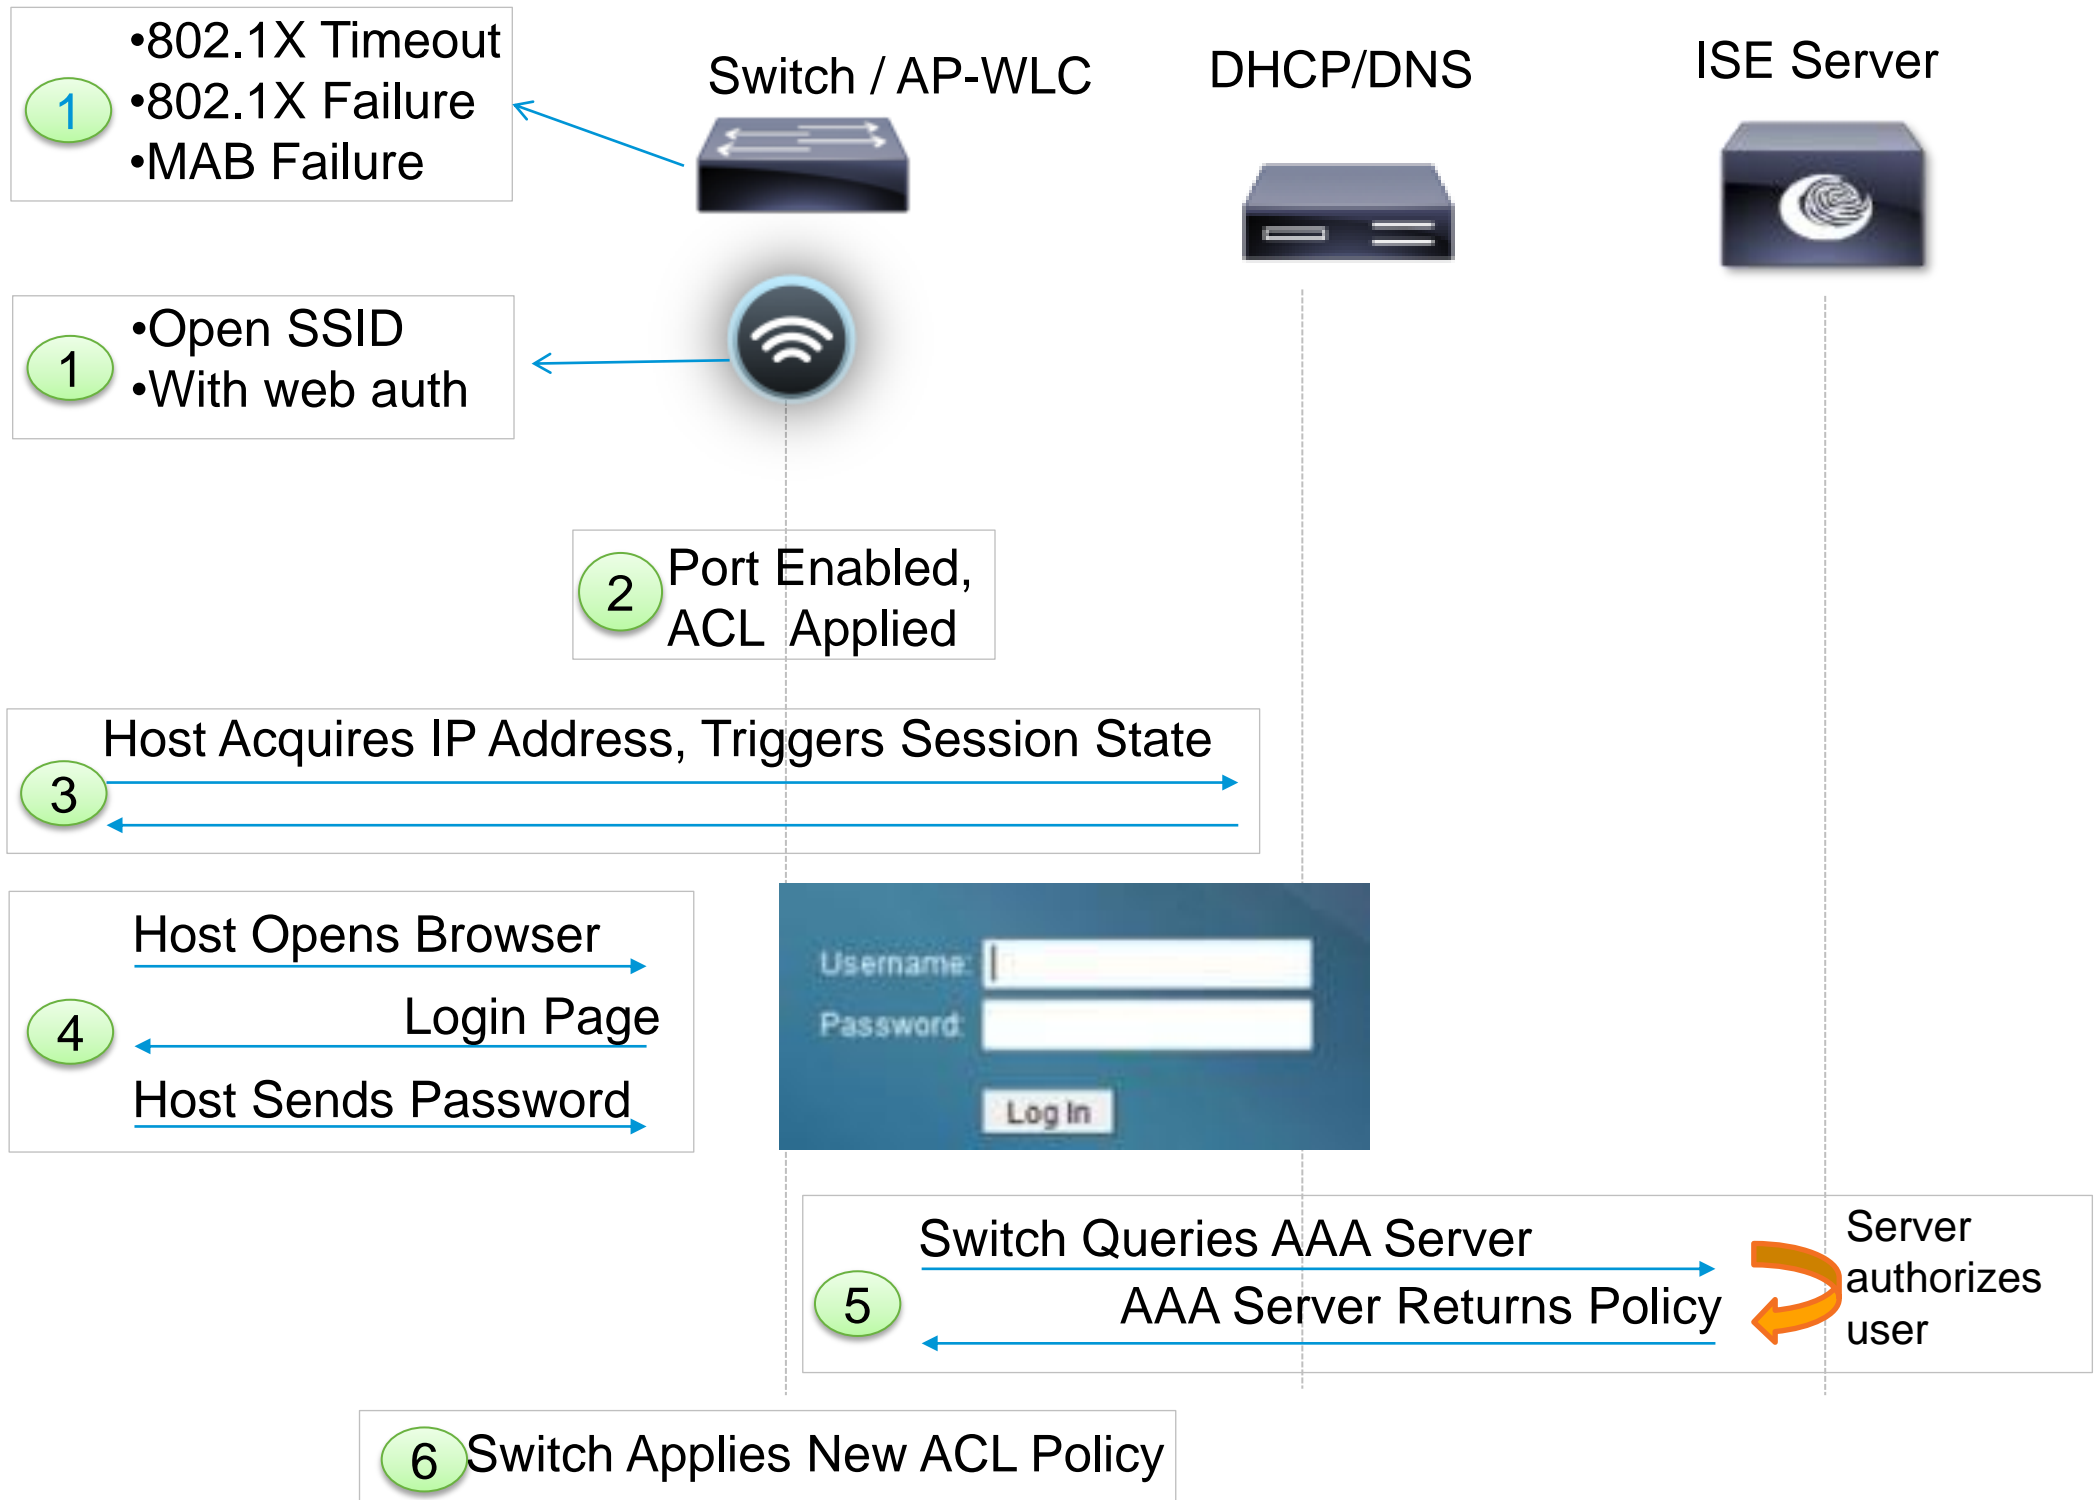 •802.1X Timeout
1 •802.1X Failure
•MAB Failure
Switch / AP-WLC
DHCP/DNS
ISE Server
•Open SSID
1 •With web auth
2 Port Enabled,
ACL Applied
Host Acquires IP Address, Triggers Session State
3
Host Opens Browser
4 Login Page
Host Sends Password
Username:
Password:
Log In
5 Switch Queries AAA Server
AAA Server Returns Policy
Server
authorizes
user
6 Switch Applies New ACL Policy